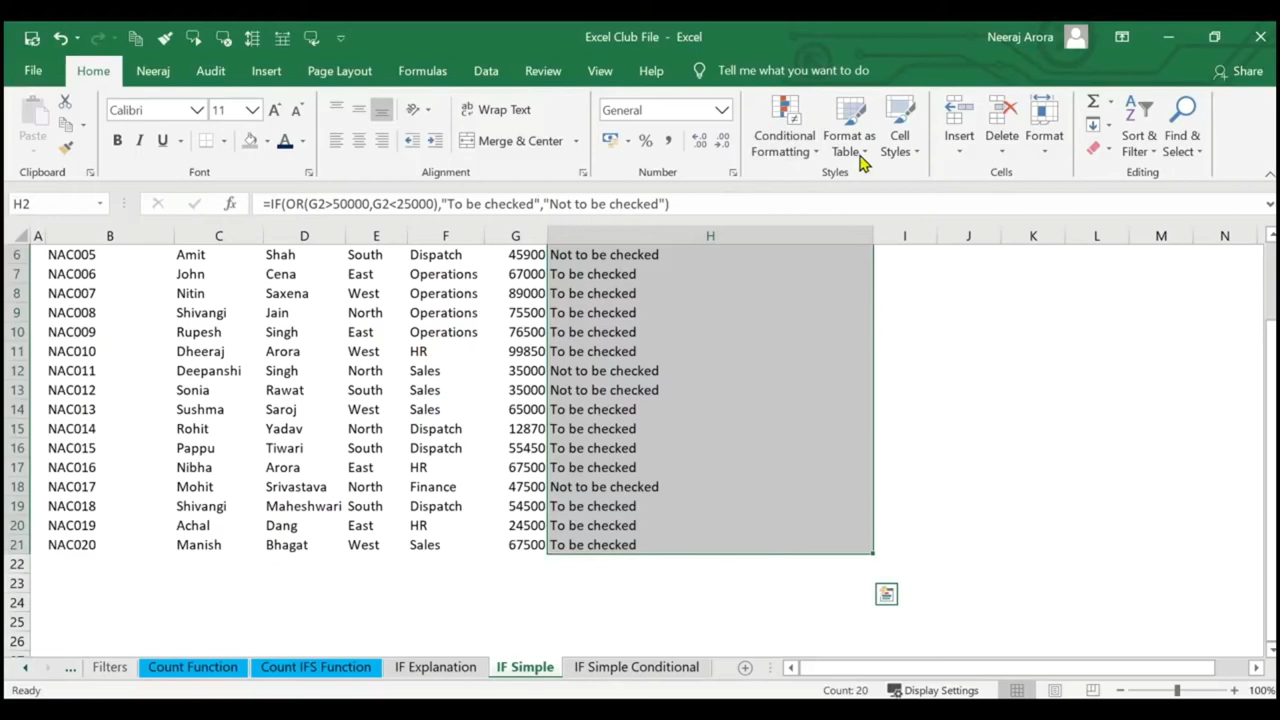 Excel Club File - Excel
Neeraj Arora
File Home Neeraj Audit Insert Page Layout Formulas Data Review View Help Tell me what you want to do Share
Paste
Clipboard
Calibri 11
B I U A
Font
Wrap Text
Merge & Center
Alignment
General
% ,
Number
Conditional Formatting
Format as Table
Cell Styles
Styles
Insert Delete Format
Cells
Sort & Filter
Find & Select
Editing
H2 fx =IF(OR(G2>50000,G2<25000),"To be checked","Not to be checked")
A B C D E F G H I J K L M N
6 NAC005 Amit Shah South Dispatch 45900 Not to be checked
7 NAC006 John Cena East Operations 67000 To be checked
8 NAC007 Nitin Saxena West Operations 89000 To be checked
9 NAC008 Shivangi Jain North Operations 75500 To be checked
10 NAC009 Rupesh Singh East Operations 76500 To be checked
11 NAC010 Dheeraj Arora West HR 99850 To be checked
12 NAC011 Deepanshi Singh North Sales 35000 Not to be checked
13 NAC012 Sonia Rawat South Sales 35000 Not to be checked
14 NAC013 Sushma Saroj West Sales 65000 To be checked
15 NAC014 Rohit Yadav North Dispatch 12870 To be checked
16 NAC015 Pappu Tiwari South Dispatch 55450 To be checked
17 NAC016 Nibha Arora East HR 67500 To be checked
18 NAC017 Mohit Srivastava North Finance 47500 Not to be checked
19 NAC018 Shivangi Maheshwari South Dispatch 54500 To be checked
20 NAC019 Achal Dang East HR 24500 To be checked
21 NAC020 Manish Bhagat West Sales 67500 To be checked
22
23
24
25
26
... Filters Count Function Count IFS Function IF Explanation IF Simple IF Simple Conditional
Ready Count: 20 Display Settings 100%